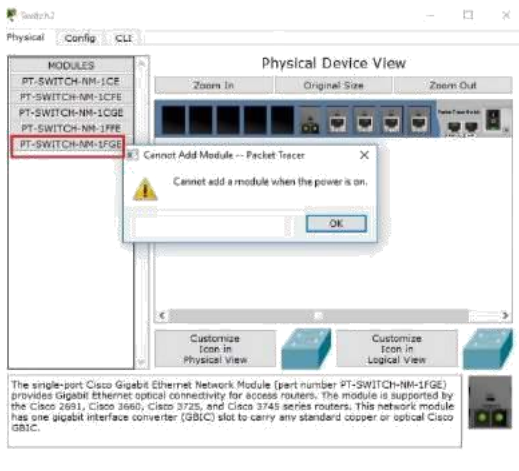 Switch2
Physical Config CLI
MODULES
PT-SWITCH-NM-1CE
PT-SWITCH-NM-1CFE
PT-SWITCH-NM-1CGE
PT-SWITCH-NM-1FFE
PT-SWITCH-NM-1FGE
Physical Device View
Zoom In Original Size Zoom Out
Cannot Add Module -- Packet Tracer
Cannot add a module when the power is on.
OK
Customize
Icon in
Physical View
Customize
Icon in
Logical View
The single-port Cisco Gigabit Ethernet Network Module (part number PT-SWITCH-NM-1FGE)
provides Gigabit Ethernet optical connectivity for access routers. The module is supported by
the Cisco 2691, Cisco 3660, Cisco 3725, and Cisco 3745 series routers. This network module
has one gigabit interface converter (GBIC) slot to carry any standard copper or optical Cisco
GBIC.